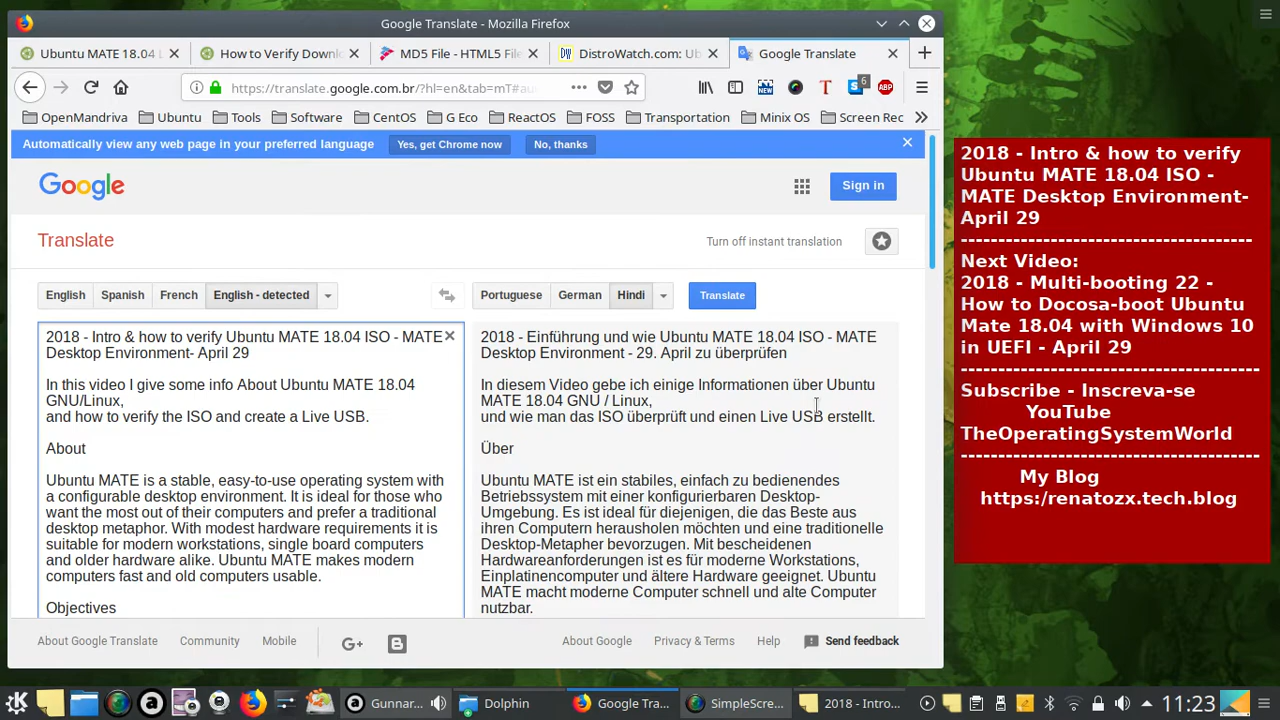 Google Translate - Mozilla Firefox
Ubuntu MATE 18.04 L
How to Verify Downl
MD5 File - HTML5 File
DistroWatch.com: Ub
Google Translate
https://translate.google.com.br/?hl=en&tab=mT#au
6
NEW
T
S
ABP
OpenMandriva
Ubuntu
Tools
Software
CentOS
G Eco
ReactOS
FOSS
Transportation
Minix OS
Screen Rec
Automatically view any web page in your preferred language
Yes, get Chrome now
No, thanks
Google
Sign in
Translate
Turn off instant translation
English
Spanish
French
English - detected
Portuguese
German
Hindi
Translate
2018 - Intro & how to verify Ubuntu MATE 18.04 ISO - MATE
Desktop Environment- April 29
In this video I give some info About Ubuntu MATE 18.04
GNU/Linux,
and how to verify the ISO and create a Live USB.
About
Ubuntu MATE is a stable, easy-to-use operating system with
a configurable desktop environment. It is ideal for those who
want the most out of their computers and prefer a traditional
desktop metaphor. With modest hardware requirements it is
suitable for modern workstations, single board computers
and older hardware alike. Ubuntu MATE makes modern
computers fast and old computers usable.
Objectives
2018 - Einführung und wie Ubuntu MATE 18.04 ISO - MATE
Desktop Environment - 29. April zu überprüfen
In diesem Video gebe ich einige Informationen über Ubuntu
MATE 18.04 GNU / Linux,
und wie man das ISO überprüft und einen Live USB erstellt.
Über
Ubuntu MATE ist ein stabiles, einfach zu bedienendes
Betriebssystem mit einer konfigurierbaren Desktop-
Umgebung. Es ist ideal für diejenigen, die das Beste aus
ihren Computern herausholen möchten und eine traditionelle
Desktop-Metapher bevorzugen. Mit bescheidenen
Hardwareanforderungen ist es für moderne Workstations,
Einplatinencomputer und ältere Hardware geeignet. Ubuntu
MATE macht moderne Computer schnell und alte Computer
nutzbar.
About Google Translate
Community
Mobile
G+
About Google
Privacy & Terms
Help
Send feedback
2018 - Intro & how to verify
Ubuntu MATE 18.04 ISO -
MATE Desktop Environment-
April 29
---------------------------------------
Next Video:
2018 - Multi-booting 22 -
How to Docosa-boot Ubuntu
Mate 18.04 with Windows 10
in UEFI - April 29
----------------------------------------
Subscribe - Inscreva-se
YouTube
TheOperatingSystemWorld
----------------------------------------
My Blog
https:/renatozx.tech.blog
Gunnar...
Dolphin
Google Tra...
SimpleScre...
2018 - Intro...
11:23